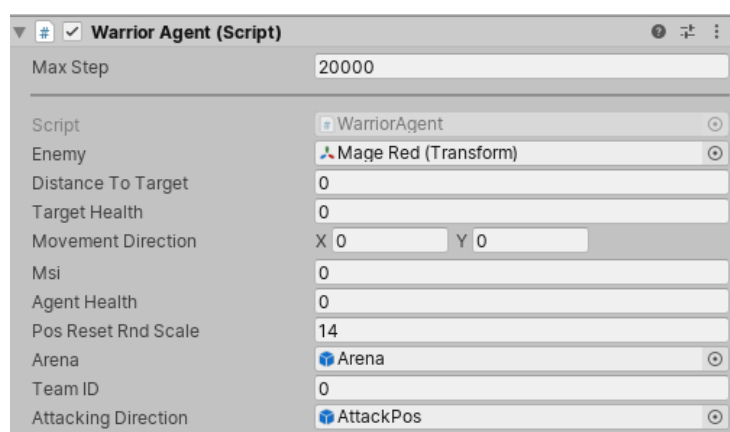 Warrior Agent (Script)
Max Step 20000
Script # WarriorAgent
Enemy Mage Red (Transform)
Distance To Target 0
Target Health 0
Movement Direction X 0 Y 0
Msi 0
Agent Health 0
Pos Reset Rnd Scale 14
Arena Arena
Team ID 0
Attacking Direction AttackPos